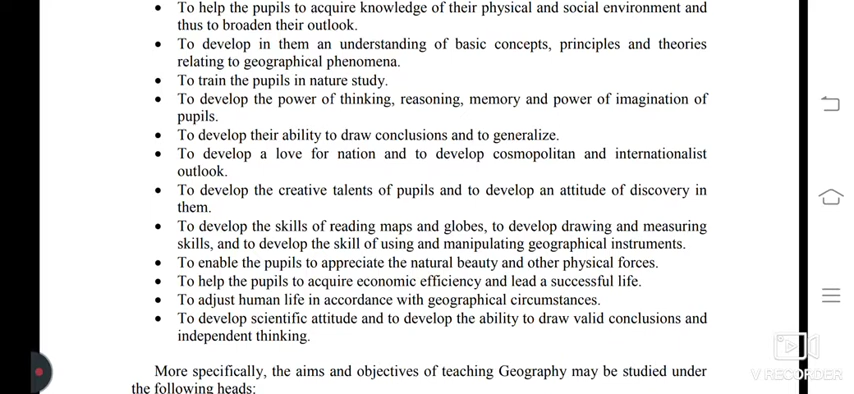 • To help the pupils to acquire knowledge of their physical and social environment and
thus to broaden their outlook.
• To develop in them an understanding of basic concepts, principles and theories
relating to geographical phenomena.
• To train the pupils in nature study.
• To develop the power of thinking, reasoning, memory and power of imagination of
pupils.
• To develop their ability to draw conclusions and to generalize.
• To develop a love for nation and to develop cosmopolitan and internationalist
outlook.
• To develop the creative talents of pupils and to develop an attitude of discovery in
them.
• To develop the skills of reading maps and globes, to develop drawing and measuring
skills, and to develop the skill of using and manipulating geographical instruments.
• To enable the pupils to appreciate the natural beauty and other physical forces.
• To help the pupils to acquire economic efficiency and lead a successful life.
• To adjust human life in accordance with geographical circumstances.
• To develop scientific attitude and to develop the ability to draw valid conclusions and
independent thinking.
More specifically, the aims and objectives of teaching Geography may be studied under
the following heads:
V RECORDER